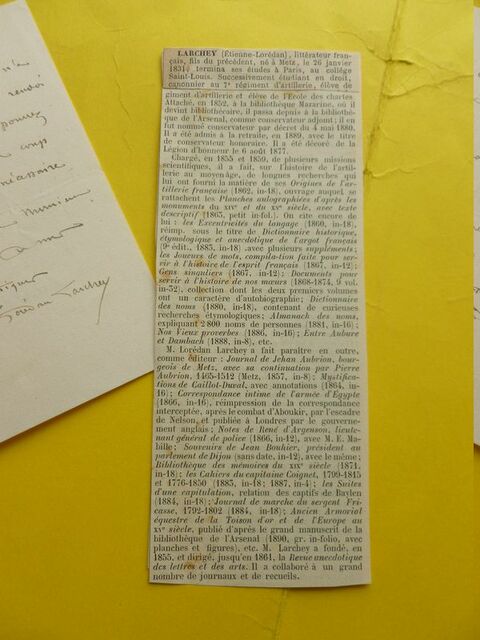 n'en
renvoi
pouvez
coup
nécessaire
Monsieur
Lorédan Larchey
LARCHEY (Étienne-Lorédan), littérateur fran-
çais, fils du précédent, né à Metz, le 26 janvier
1831, termina ses études à Paris, au collège
Saint-Louis. Successivement étudiant en droit,
canonnier au 7e régiment d'artillerie, élève de
giment d'artillerie et élève de l'École des chartes.
Attaché, en 1852, à la bibliothèque Mazarine, où il
devint bibliothécaire, il passa depuis à la bibliothè-
que de l'Arsenal, comme conservateur adjoint; il en
fut nommé conservateur par décret du 4 mai 1880.
Il a été admis à la retraite, en 1889, avec le titre
de conservateur honoraire. Il a été décoré de la
Légion d'honneur le 6 août 1877.
Chargé, en 1855 et 1859, de plusieurs missions
scientifiques, il a fait, sur l'histoire de l'artille-
rie au moyen âge, de longues recherches qui
lui ont fourni la matière de ses Origines de l'ar-
tillerie française (1862, in-18), ouvrage auquel se
rattachent les Planches autographiées d'après les
monuments du XIVe et du XVe siècle, avec texte
descriptif (1865, petit in-fol.). On cite encore de
lui : les Excentricités du langage (1860, in-18),
réimp. sous le titre de Dictionnaire historique,
étymologique et anecdotique de l'argot français
(9e édit., 1885, in-18) avec plusieurs suppléments;
les Joueurs de mots, compilation faite pour ser-
vir à l'histoire de l'esprit français (1867, in-12);
Gens singuliers (1867, in-12); Documents pour
servir à l'histoire de nos mœurs (1868-1874, 9 vol.
in-32), collection dont les deux premiers volumes
ont un caractère d'autobiographie; Dictionnaire
des noms (1880, in-18), contenant de curieuses
recherches étymologiques; Almanach des noms,
expliquant 2 800 noms de personnes (1881, in-16);
Nos Vieux proverbes (1886, in-16); Entre Aubure
et Dambach (1888, in-8), etc.
M. Lorédan Larchey a fait paraître en outre,
comme éditeur : Journal de Jehan Aubrion, bour-
geois de Metz, avec sa continuation par Pierre
Aubrion, 1465-1512 (Metz, 1857, in-8); Mystifica-
tions de Caillot-Duval, avec annotations (1864, in-
16); Correspondance intime de l'armée d'Égypte
(1866, in-16), réimpression de la correspondance
interceptée, après le combat d'Aboukir, par l'escadre
de Nelson, et publiée à Londres par le gouverne-
ment anglais; Notes de René d'Argenson, lieute-
nant général de police (1866, in-12), avec M. E. Ma-
bille; Souvenirs de Jean Bouhier, président au
parlement de Dijon (sans date, in-12), avec le même;
Bibliothèque des mémoires du XIXe siècle (1871,
in-18); les Cahiers du capitaine Coignet, 1799-1815
et 1776-1850 (1883, in-18; 1887, in-4); les Suites
d'une capitulation, relation des captifs de Baylen
(1884, in-18); Journal de marche du sergent Fri-
casse, 1792-1802 (1884, in-18); Ancien Armorial
équestre de la Toison d'or et de l'Europe au
XVe siècle, publié d'après le grand manuscrit de la
bibliothèque de l'Arsenal (1890, gr. in-folio, avec
planches et figures), etc. M. Larchey a fondé, en
1855, et dirigé, jusqu'en 1864, la Revue anecdotique
des lettres et des arts. Il a collaboré à un grand
nombre de journaux et de recueils.